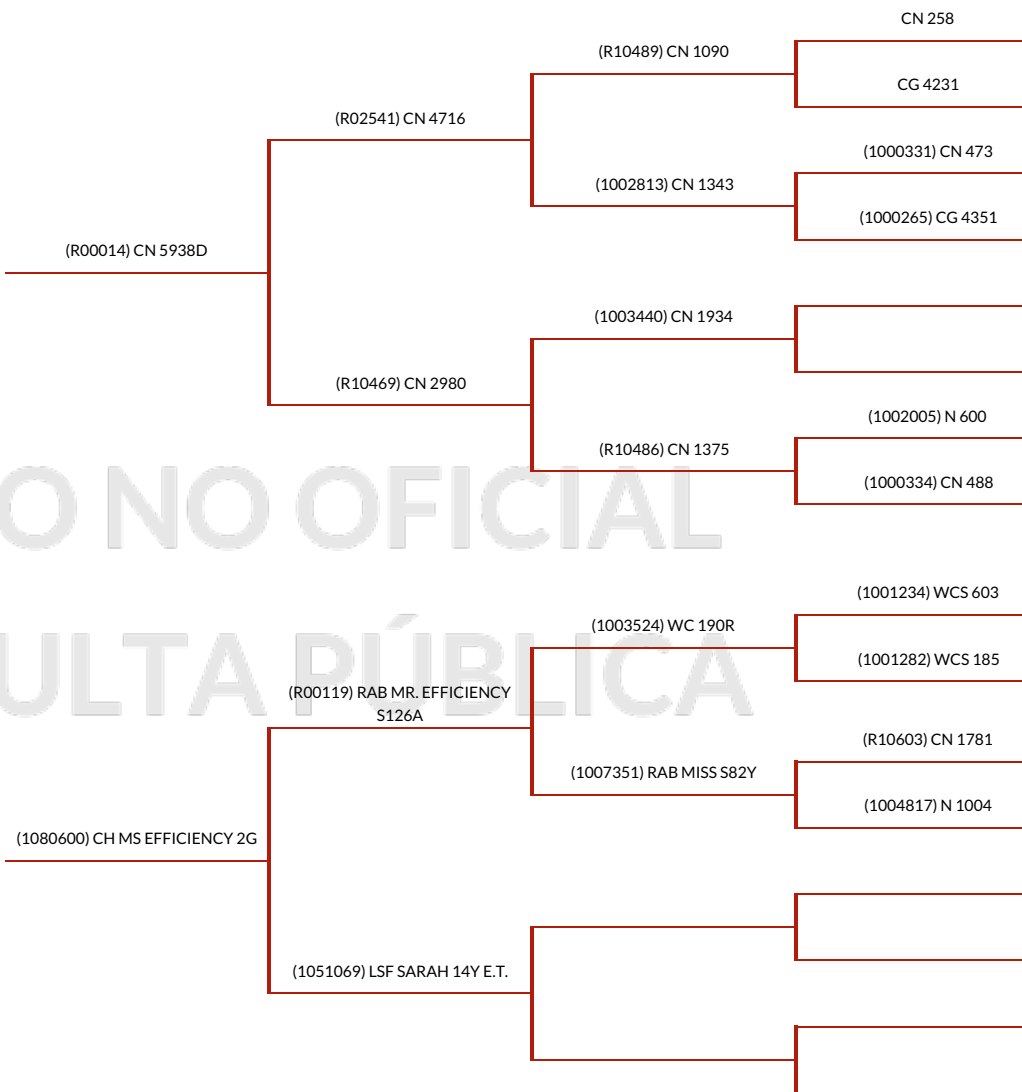 CN 258
(R10489) CN 1090
CG 4231
(R02541) CN 4716
(1000331) CN 473
(1002813) CN 1343
(1000265) CG 4351
(R00014) CN 5938D
(1003440) CN 1934
(R10469) CN 2980
(1002005) N 600
(R10486) CN 1375
(1000334) CN 488
O NO OFICIAL
(1001234) WCS 603
(1003524) WC 190R
(1001282) WCS 185
ULTA PÚBLICA
(R00119) RAB MR. EFFICIENCY
S126A
(R10603) CN 1781
(1007351) RAB MISS S82Y
(1004817) N 1004
(1080600) CH MS EFFICIENCY 2G
(1051069) LSF SARAH 14Y E.T.